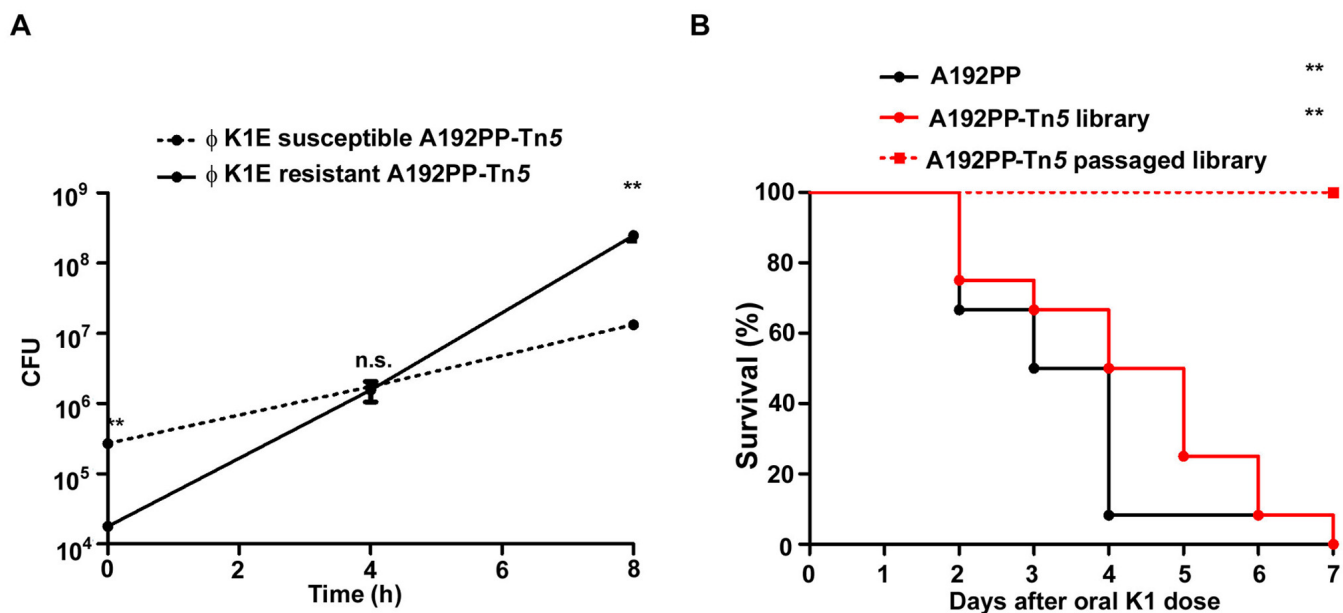 A
ϕ K1E susceptible A192PP-Tn5
ϕ K1E resistant A192PP-Tn5
CFU
10⁹
10⁸
10⁷
10⁶
10⁵
10⁴
**
n.s.
**
0 2 4 6 8
Time (h)
B
A192PP **
A192PP-Tn5 library **
A192PP-Tn5 passaged library
Survival (%)
100
80
60
40
20
0
0 1 2 3 4 5 6 7
Days after oral K1 dose